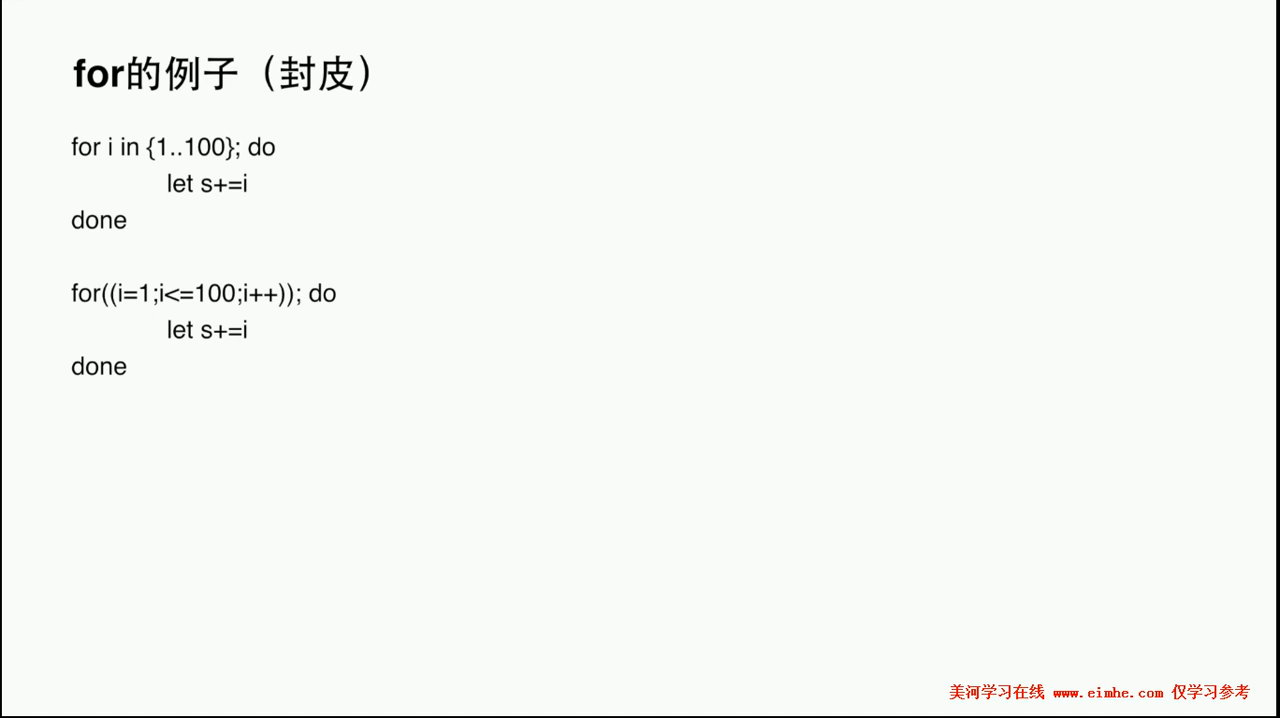 for的例子（封皮）
for i in {1..100}; do
let s+=i
done
for((i=1;i<=100;i++)); do
let s+=i
done
美河学习在线 www.eimhe.com 仅学习参考